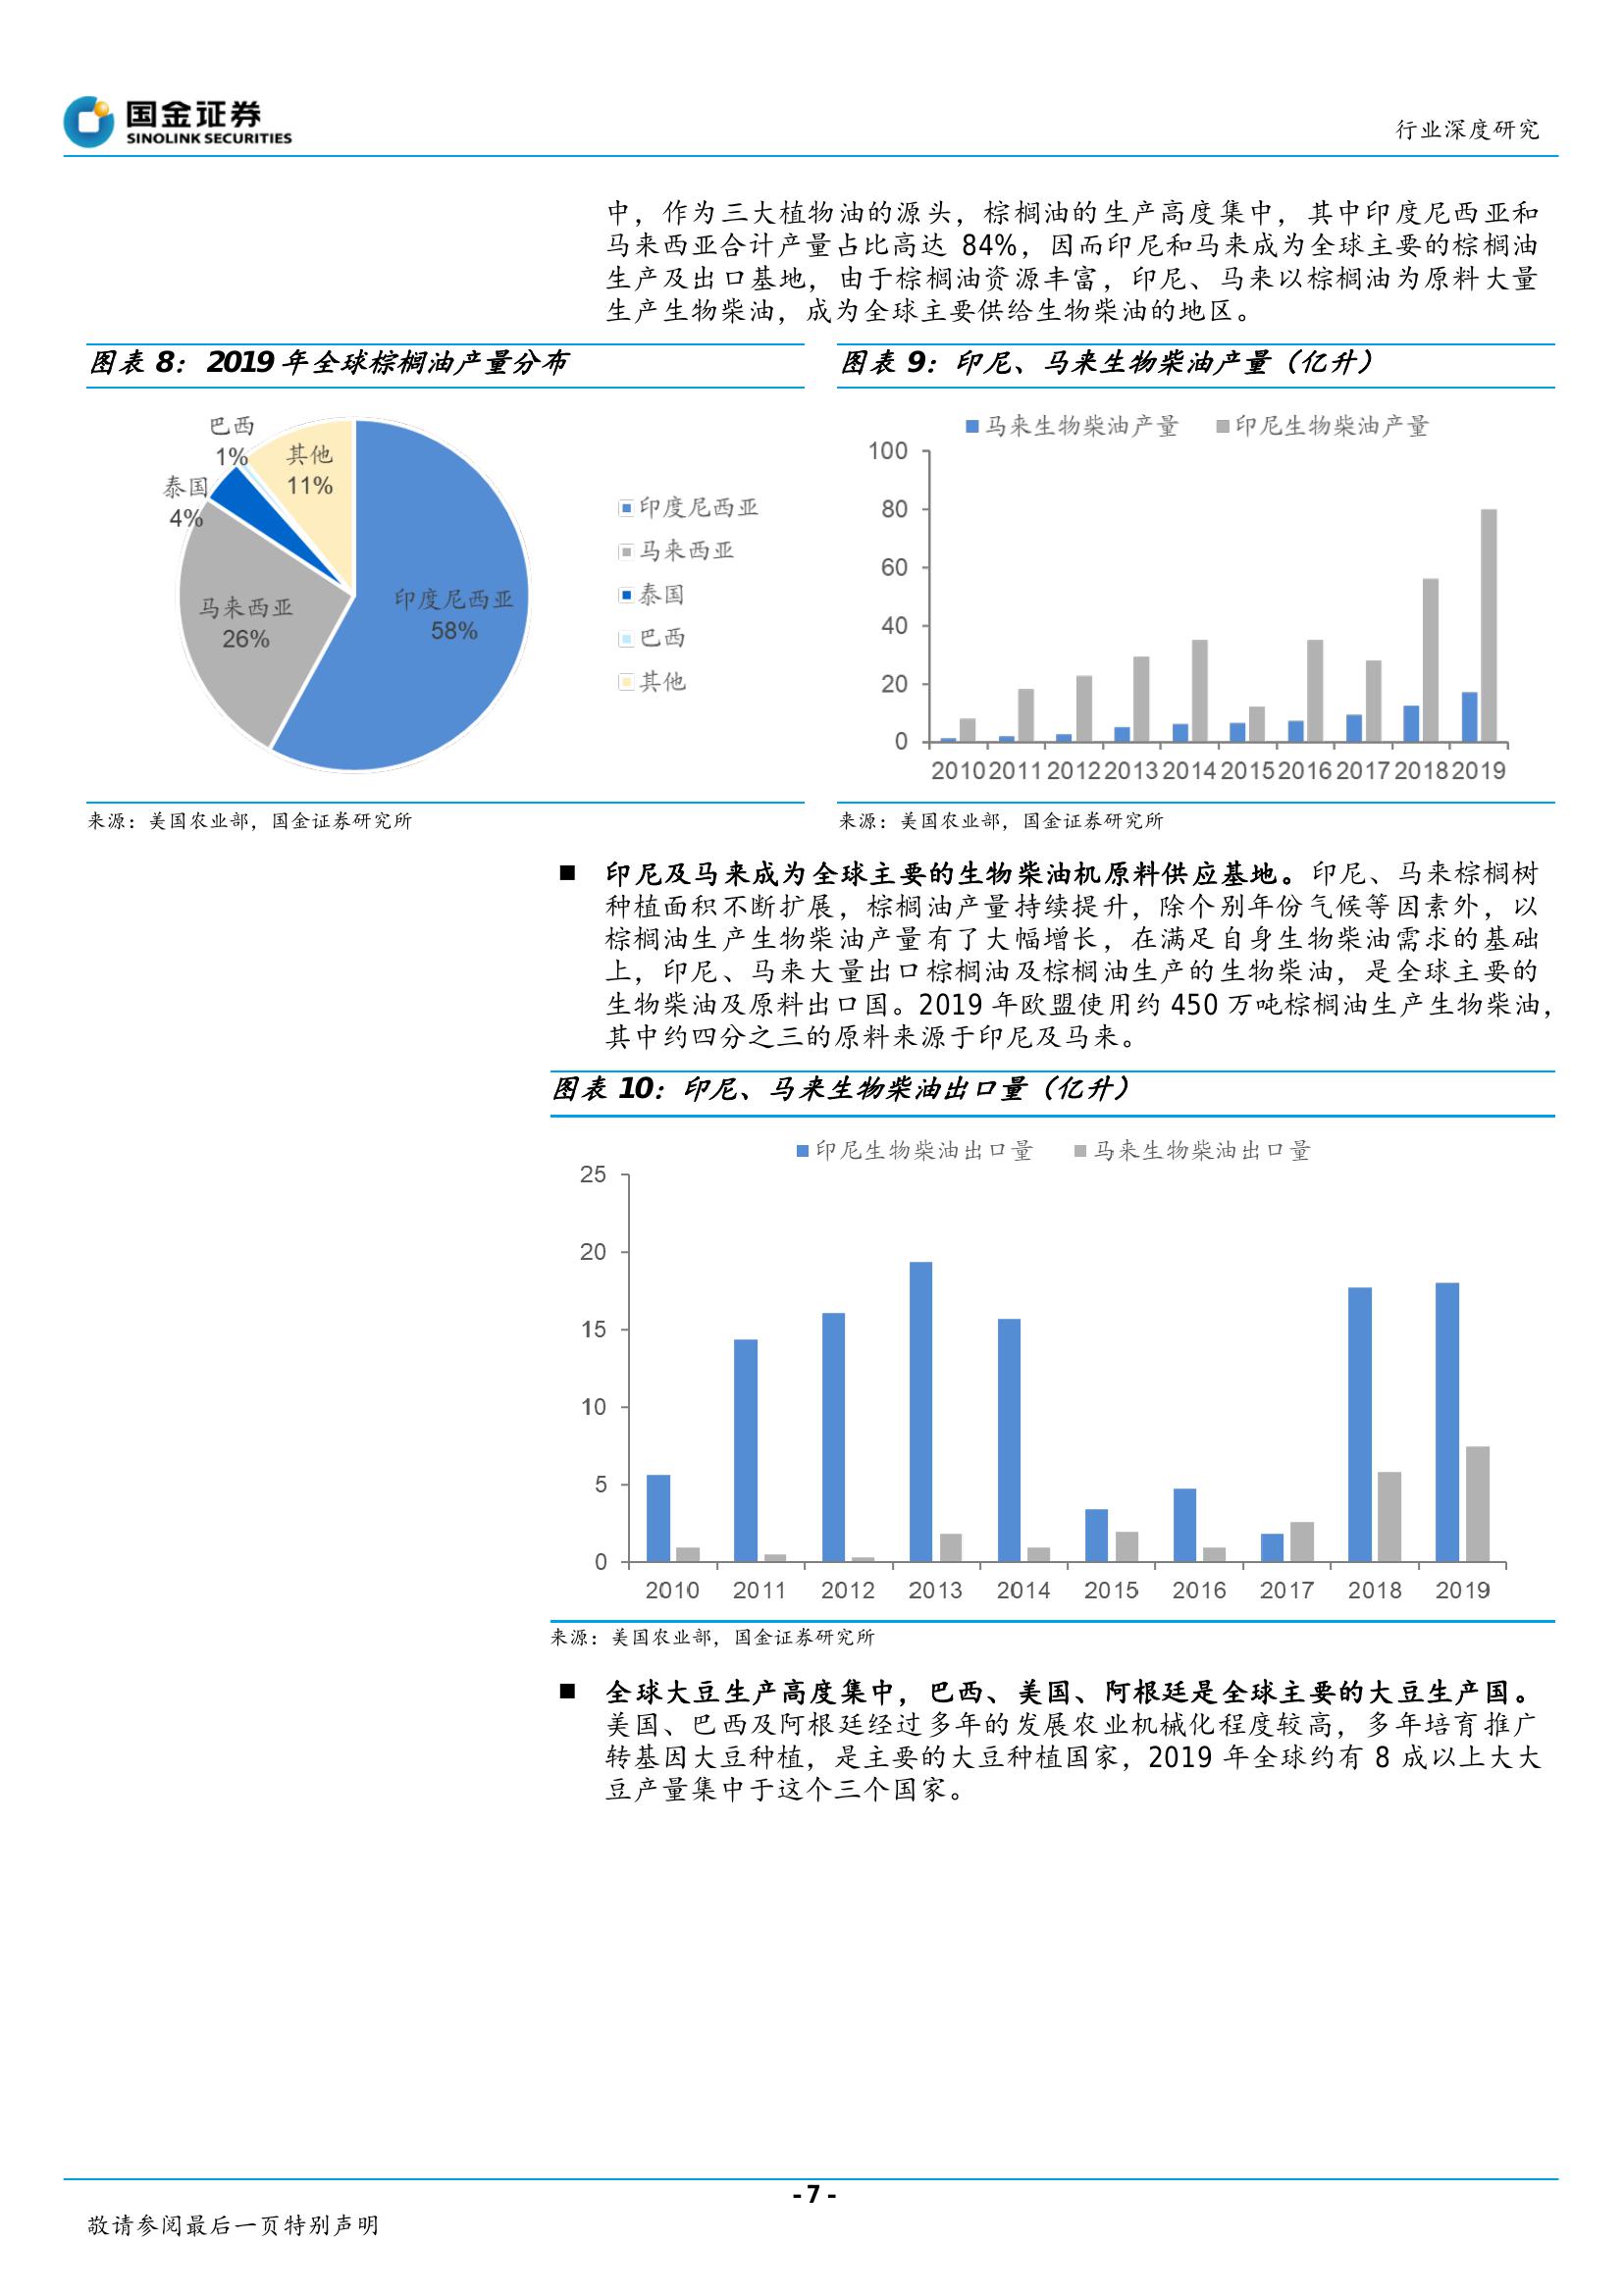 国金证券
SINOLINK SECURITIES
行业深度研究
中，作为三大植物油的源头，棕榈油的生产高度集中，其中印度尼西亚和
马来西亚合计产量占比高达 84%，因而印尼和马来成为全球主要的棕榈油
生产及出口基地，由于棕榈油资源丰富，印尼、马来以棕榈油为原料大量
生产生物柴油，成为全球主要供给生物柴油的地区。
图表 8：2019 年全球棕榈油产量分布
巴西
1%
其他
11%
泰国
4%
马来西亚
26%
印度尼西亚
58%
印度尼西亚
马来西亚
泰国
巴西
其他
来源：美国农业部，国金证券研究所
图表 9：印尼、马来生物柴油产量（亿升）
马来生物柴油产量 印尼生物柴油产量
100
80
60
40
20
0
2010 2011 2012 2013 2014 2015 2016 2017 2018 2019
来源：美国农业部，国金证券研究所
■ 印尼及马来成为全球主要的生物柴油机原料供应基地。印尼、马来棕榈树
种植面积不断扩展，棕榈油产量持续提升，除个别年份气候等因素外，以
棕榈油生产生物柴油产量有了大幅增长，在满足自身生物柴油需求的基础
上，印尼、马来大量出口棕榈油及棕榈油生产的生物柴油，是全球主要的
生物柴油及原料出口国。2019 年欧盟使用约 450 万吨棕榈油生产生物柴油，
其中约四分之三的原料来源于印尼及马来。
图表 10：印尼、马来生物柴油出口量（亿升）
印尼生物柴油出口量 马来生物柴油出口量
25
20
15
10
5
0
2010 2011 2012 2013 2014 2015 2016 2017 2018 2019
来源：美国农业部，国金证券研究所
■ 全球大豆生产高度集中，巴西、美国、阿根廷是全球主要的大豆生产国。
美国、巴西及阿根廷经过多年的发展农业机械化程度较高，多年培育推广
转基因大豆种植，是主要的大豆种植国家，2019 年全球约有 8 成以上大大
豆产量集中于这个三个国家。
- 7 -
敬请参阅最后一页特别声明